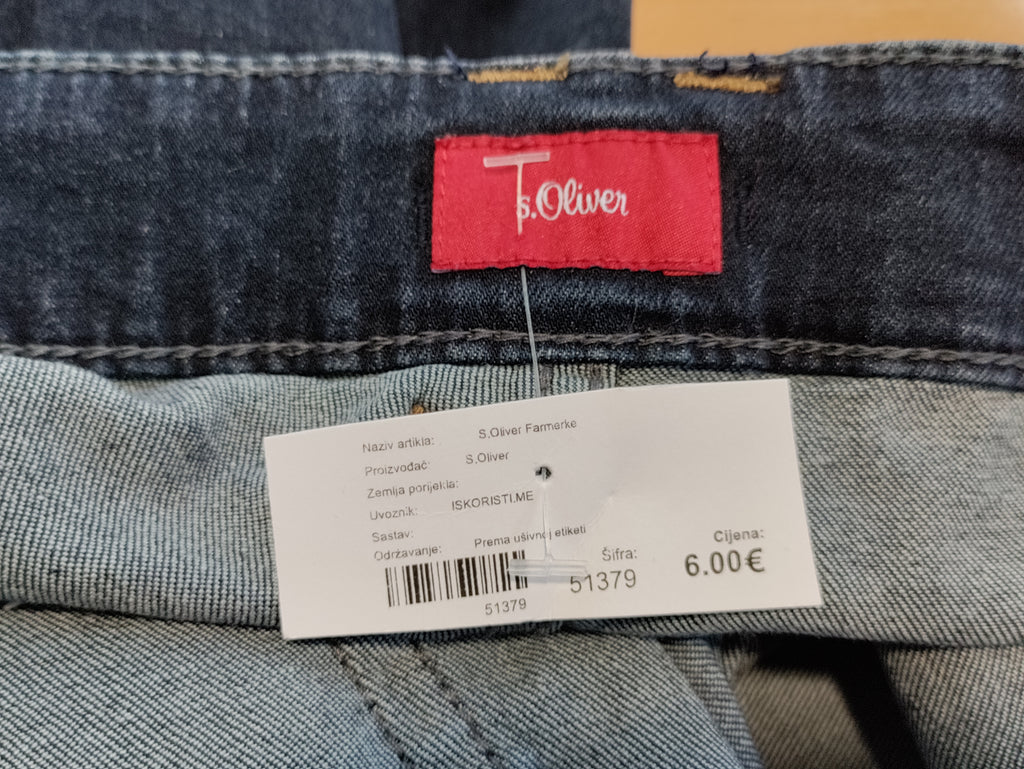 s.Oliver
Naziv artikla: S.Oliver Farmerke
Proizvođač: S.Oliver
Zemlja porijekla:
Uvoznik: ISKORISTI.ME
Sastav:
Održavanje: Prema ušivnoj etiketi
51379
Šifra:
51379
Cijena:
6.00€